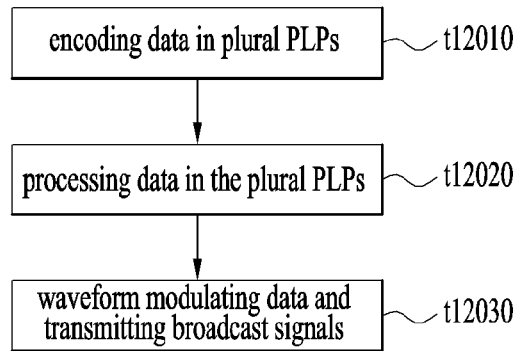 encoding data in plural PLPs
t12010
processing data in the plural PLPs
t12020
waveform modulating data and
transmitting broadcast signals
t12030